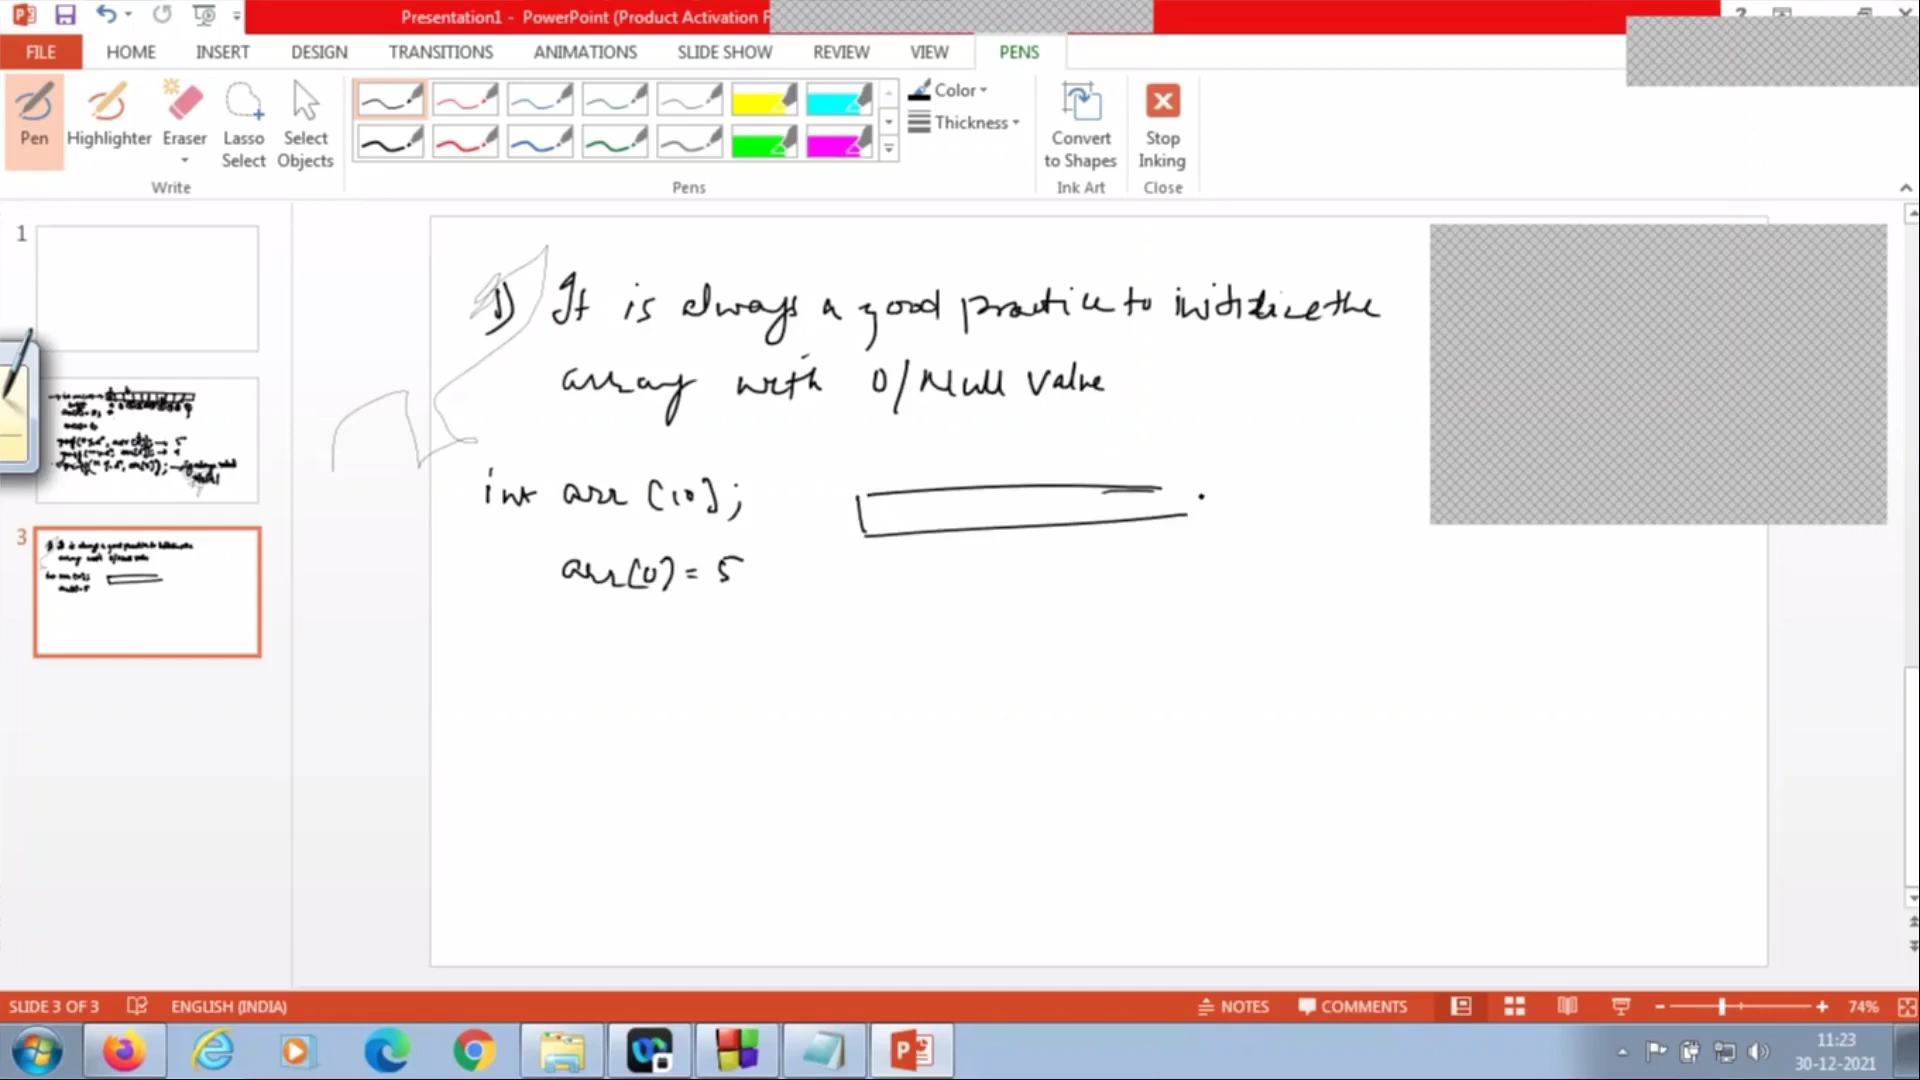 Presentation1 - PowerPoint (Product Activation F
FILE HOME INSERT DESIGN TRANSITIONS ANIMATIONS SLIDE SHOW REVIEW VIEW PENS
Pen Highlighter Eraser Lasso Select Select Objects
Color
Thickness
Convert to Shapes
Stop Inking
Write Pens Ink Art Close
1
3
1) It is always a good practice to initialize the
array with 0/Null value
int arr [10];
arr[0] = 5
SLIDE 3 OF 3 ENGLISH (INDIA) NOTES COMMENTS 74%
11:23
30-12-2021